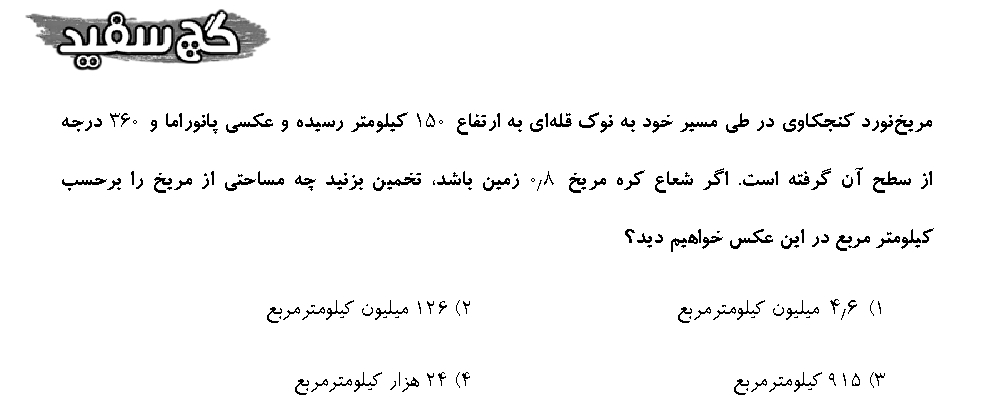 گچ سفید
مریخ‌نورد کنجکاوی در طی مسیر خود به نوک قله‌ای به ارتفاع ۱۵۰ کیلومتر رسیده و عکسی پانوراما و ۳۶۰ درجه
از سطح آن گرفته است. اگر شعاع کره مریخ ۰٫۸ زمین باشد، تخمین بزنید چه مساحتی از مریخ را برحسب
کیلومتر مربع در این عکس خواهیم دید؟
۱) ۴٫۶ میلیون کیلومترمربع
۲) ۱۲۶ میلیون کیلومترمربع
۳) ۹۱۵ کیلومترمربع
۴) ۲۴ هزار کیلومترمربع